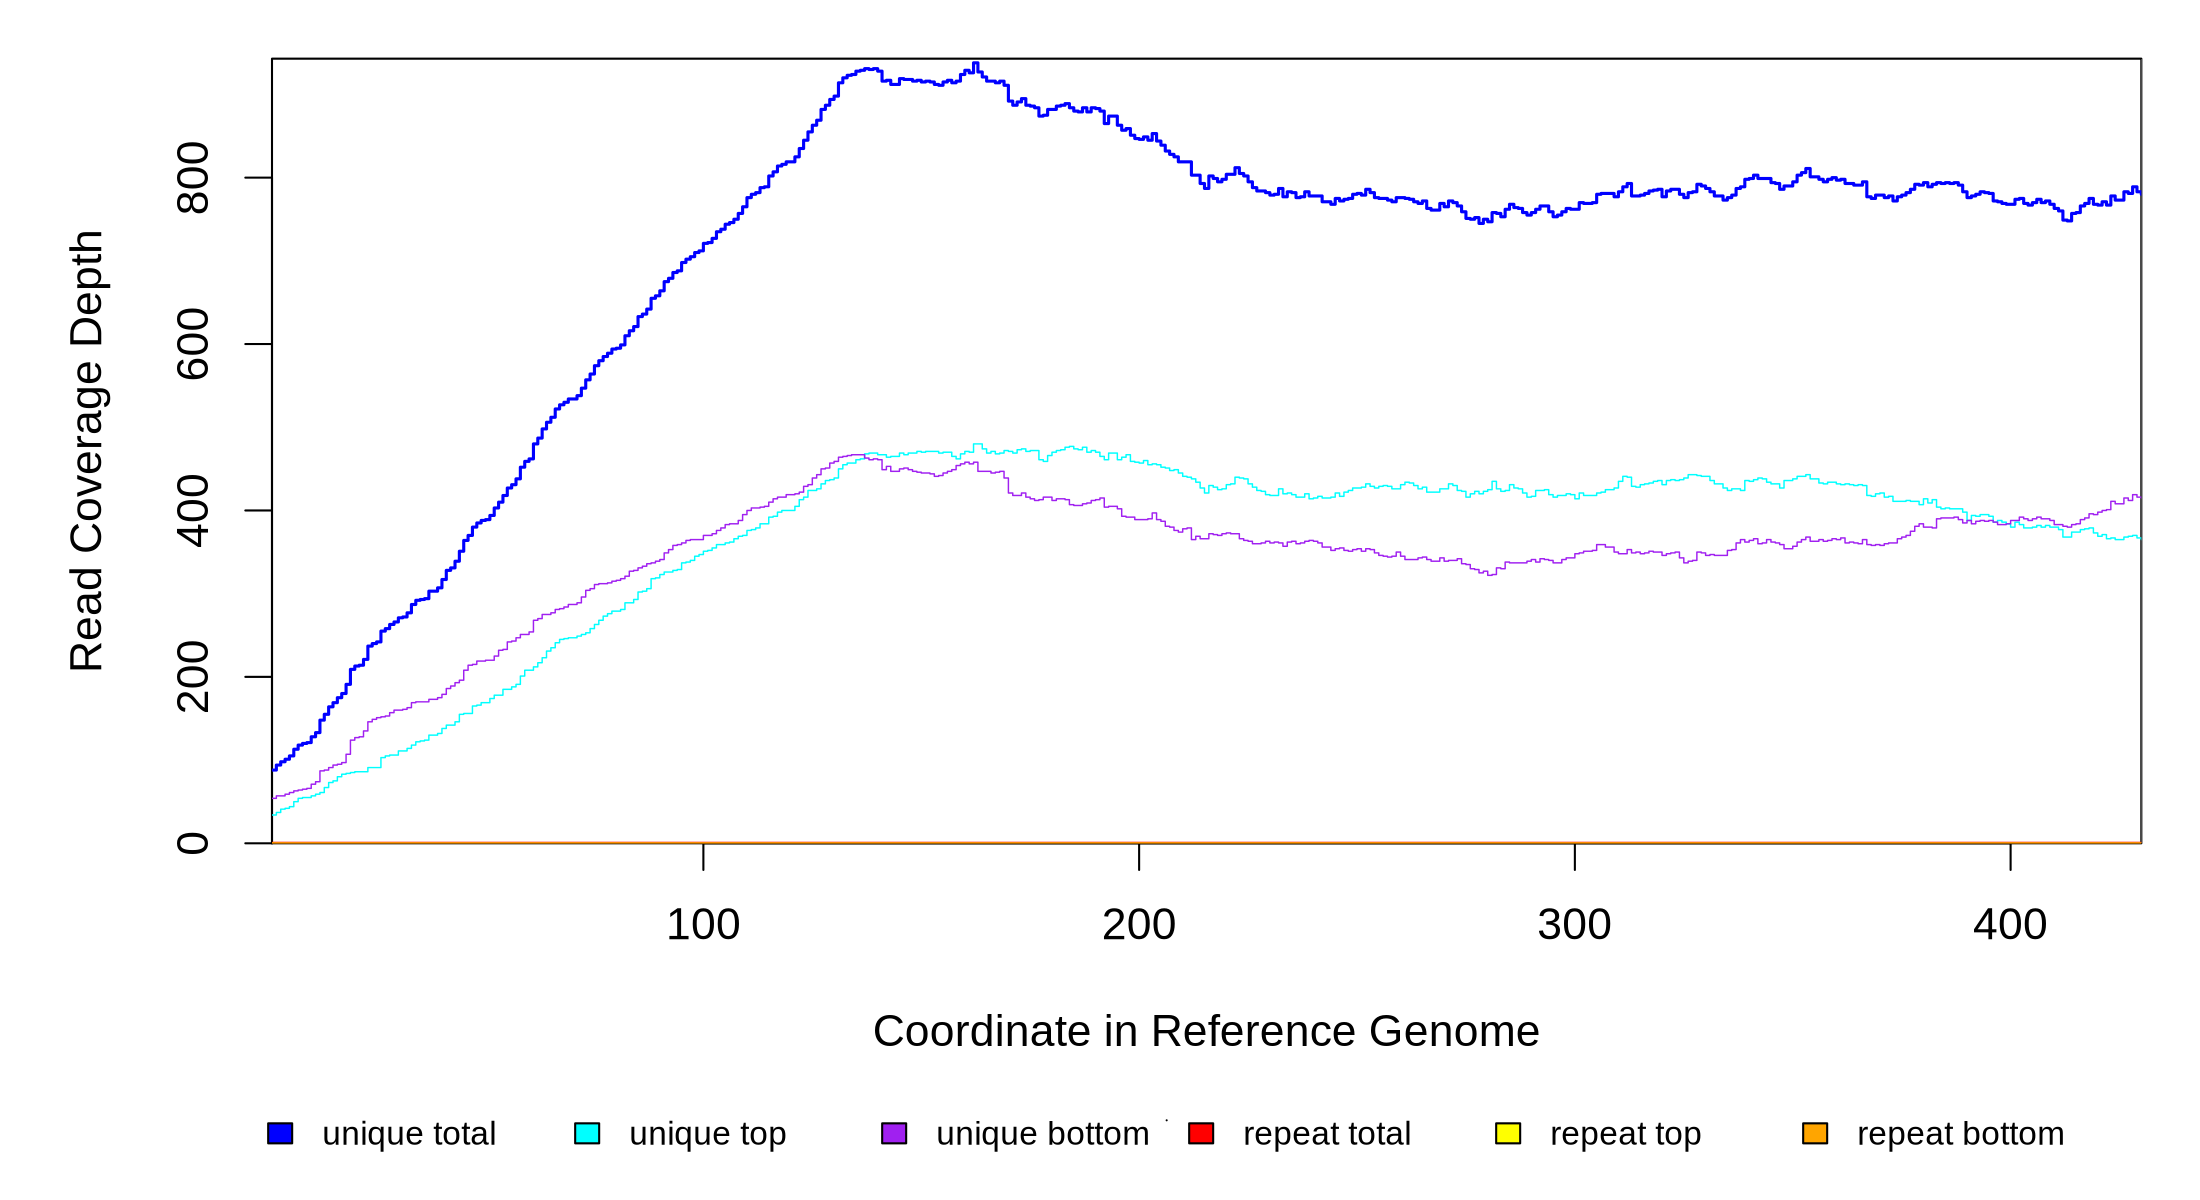 Read Coverage Depth
800
600
400
200
0
100 200 300 400
Coordinate in Reference Genome
unique total unique top unique bottom repeat total repeat top repeat bottom